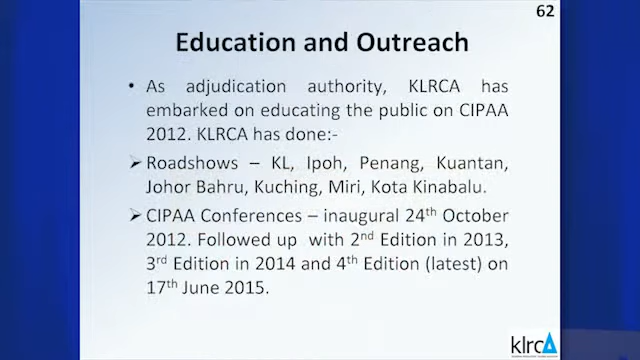 62
Education and Outreach
• As adjudication authority, KLRCA has
embarked on educating the public on CIPAA
2012. KLRCA has done:-
➢ Roadshows – KL, Ipoh, Penang, Kuantan,
Johor Bahru, Kuching, Miri, Kota Kinabalu.
➢ CIPAA Conferences – inaugural 24th October
2012. Followed up with 2nd Edition in 2013,
3rd Edition in 2014 and 4th Edition (latest) on
17th June 2015.
klrcA